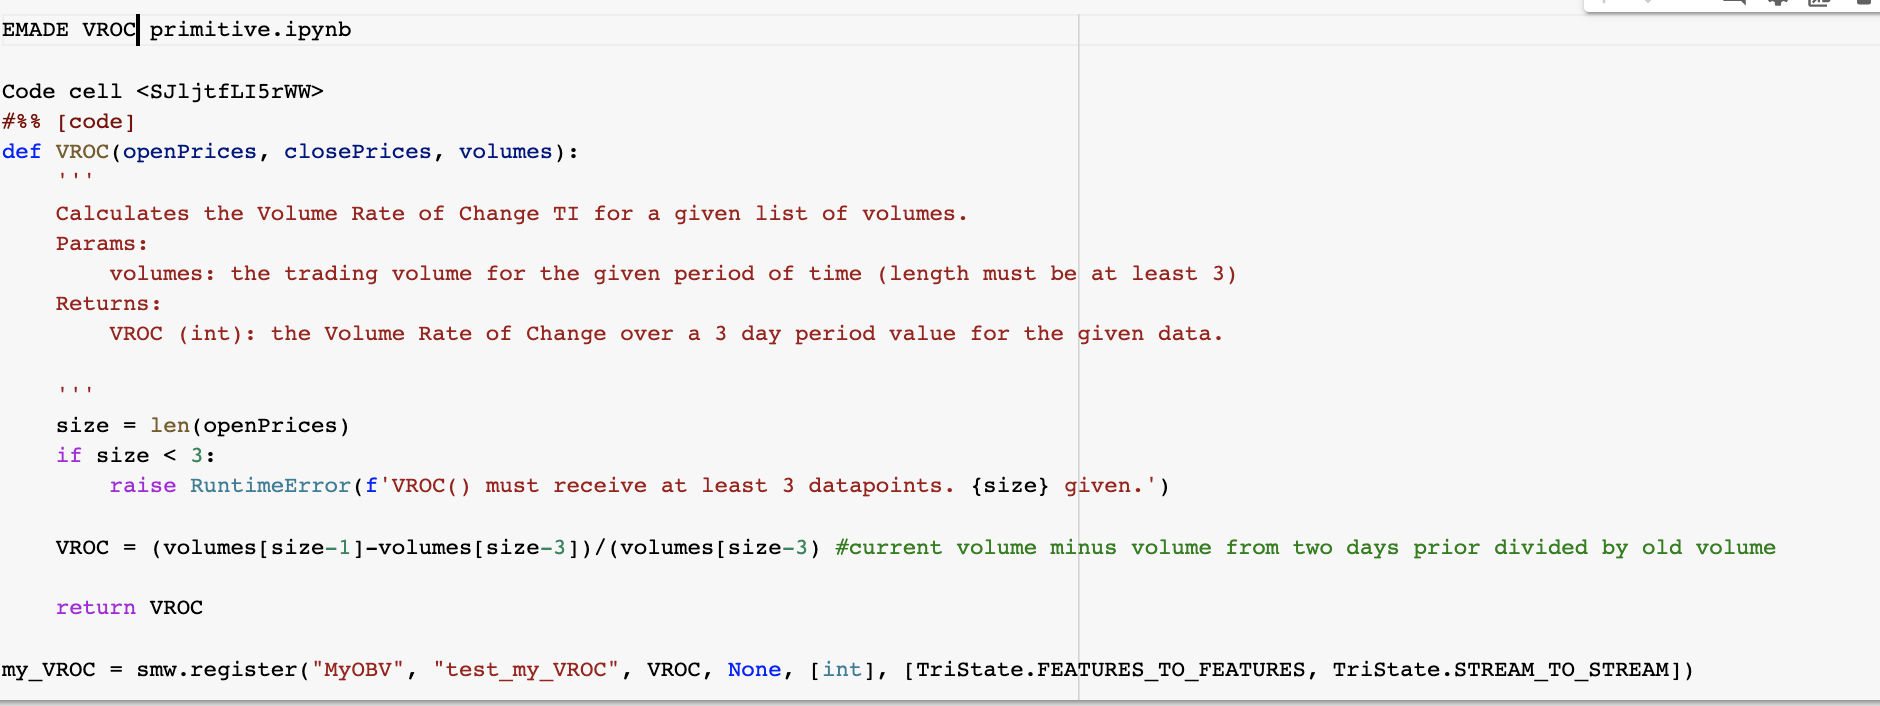 EMADE VROC primitive.ipynb
Code cell <SJljtfLI5rWW>
#%% [code]
def VROC(openPrices, closePrices, volumes):
    '''
    Calculates the Volume Rate of Change TI for a given list of volumes.
    Params:
        volumes: the trading volume for the given period of time (length must be at least 3)
    Returns:
        VROC (int): the Volume Rate of Change over a 3 day period value for the given data.
    '''
    size = len(openPrices)
    if size < 3:
        raise RuntimeError(f'VROC() must receive at least 3 datapoints. {size} given.')
    VROC = (volumes[size-1]-volumes[size-3])/(volumes[size-3) #current volume minus volume from two days prior divided by old volume
    return VROC
my_VROC = smw.register("MyOBV", "test_my_VROC", VROC, None, [int], [TriState.FEATURES_TO_FEATURES, TriState.STREAM_TO_STREAM])